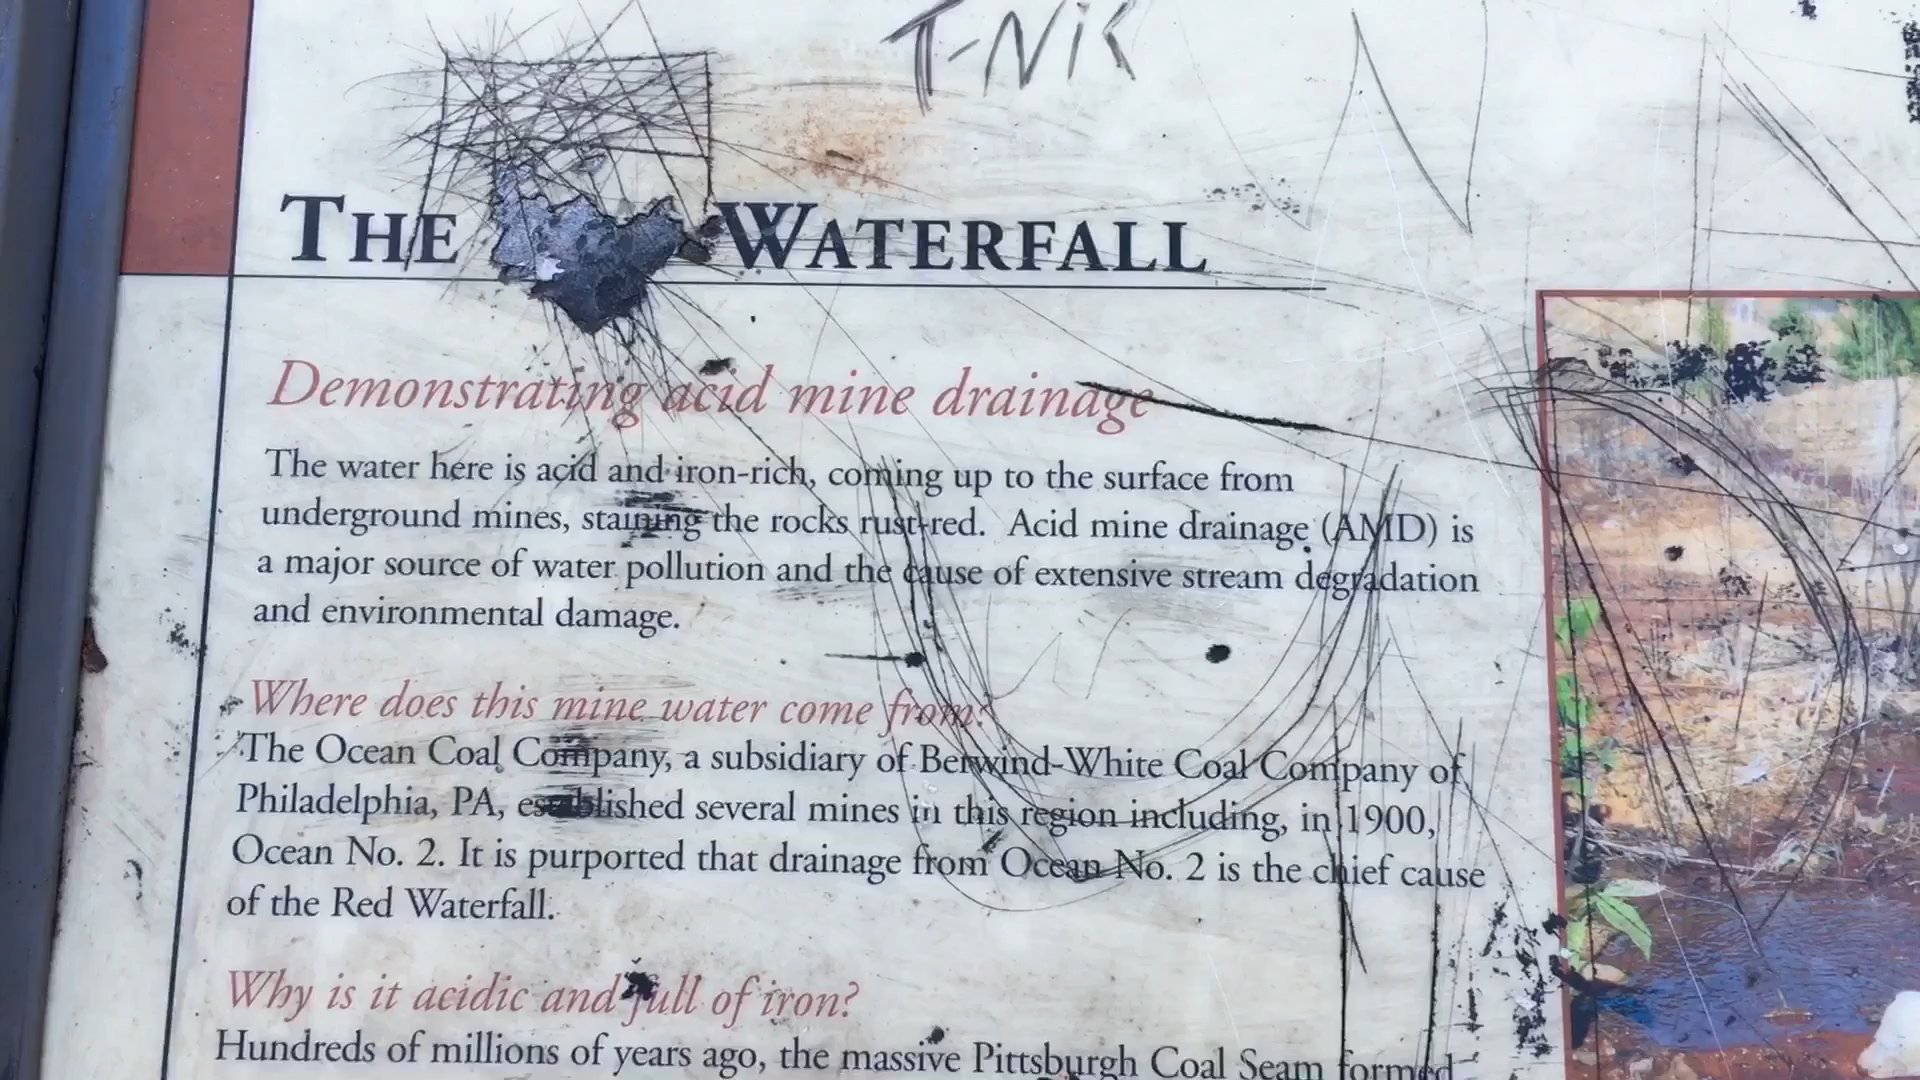 T-NiK
THE WATERFALL
Demonstrating acid mine drainage
The water here is acid and iron-rich, coming up to the surface from
underground mines, staining the rocks rust-red. Acid mine drainage (AMD) is
a major source of water pollution and the cause of extensive stream degradation
and environmental damage.
Where does this mine water come from?
The Ocean Coal Company, a subsidiary of Berwind-White Coal Company of
Philadelphia, PA, established several mines in this region including, in 1900,
Ocean No. 2. It is purported that drainage from Ocean No. 2 is the chief cause
of the Red Waterfall.
Why is it acidic and full of iron?
Hundreds of millions of years ago, the massive Pittsburgh Coal Seam formed